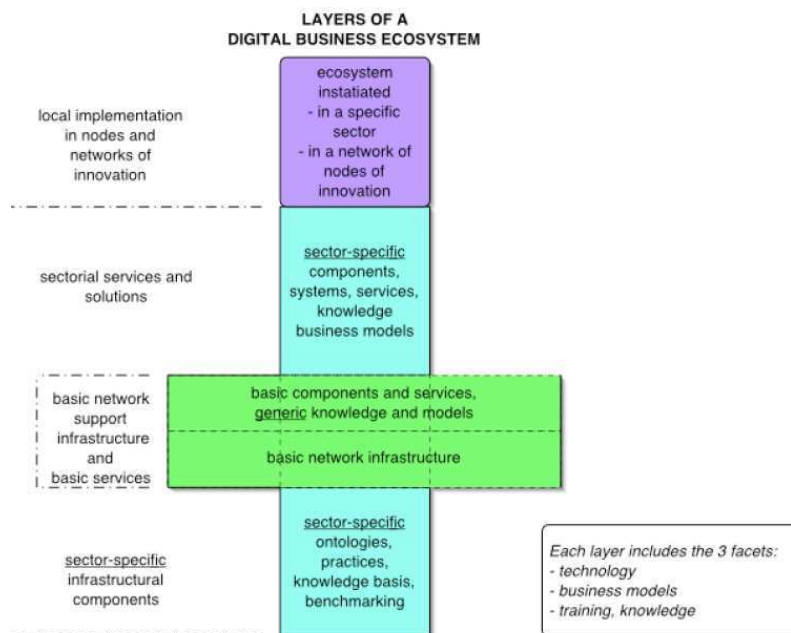 LAYERS OF A
DIGITAL BUSINESS ECOSYSTEM
local implementation
in nodes and
networks of
innovation
ecosystem
instatiated
- in a specific
sector
- in a network of
nodes of
innovation
sectorial services and
solutions
sector-specific
components,
systems, services,
knowledge
business models
basic network
support
infrastructure
and
basic services
basic components and services,
generic knowledge and models
basic network infrastructure
sector-specific
infrastructural
components
sector-specific
ontologies,
practices,
knowledge basis,
benchmarking
Each layer includes the 3 facets:
- technology
- business models
- training, knowledge